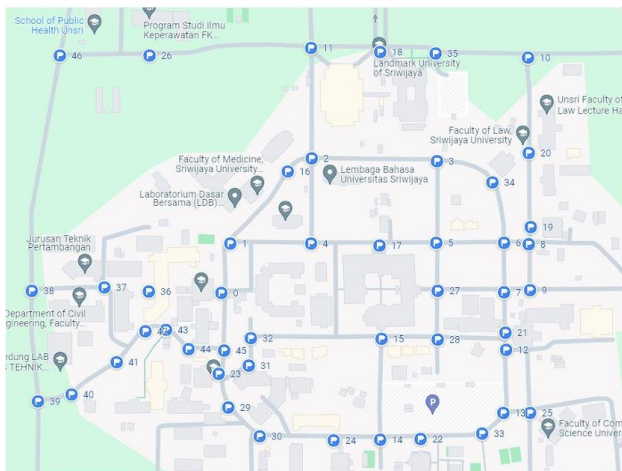 School of Public
Health Unsri
Program Studi Ilmu
Keperawatan FK...
46
26
11
18
35
10
Landmark University
of Sriwijaya
Unsri Faculty of
Law Lecture Ha
Faculty of Law,
Sriwijaya University
20
Faculty of Medicine,
Sriwijaya University...
2
16
Lembaga Bahasa
Universitas Sriwijaya
3
34
Laboratorium Dasar
Bersama (LDB)...
19
1
4
17
5
6
8
Jurusan Teknik
Pertambangan
38
37
36
0
27
7
9
Department of Civil
gineering, Faculty...
42
43
32
15
28
21
12
44
45
edung LAB
TEHNIK...
41
31
23
40
39
29
P
13
25
30
24
14
22
33
Faculty of Com
Science Univer